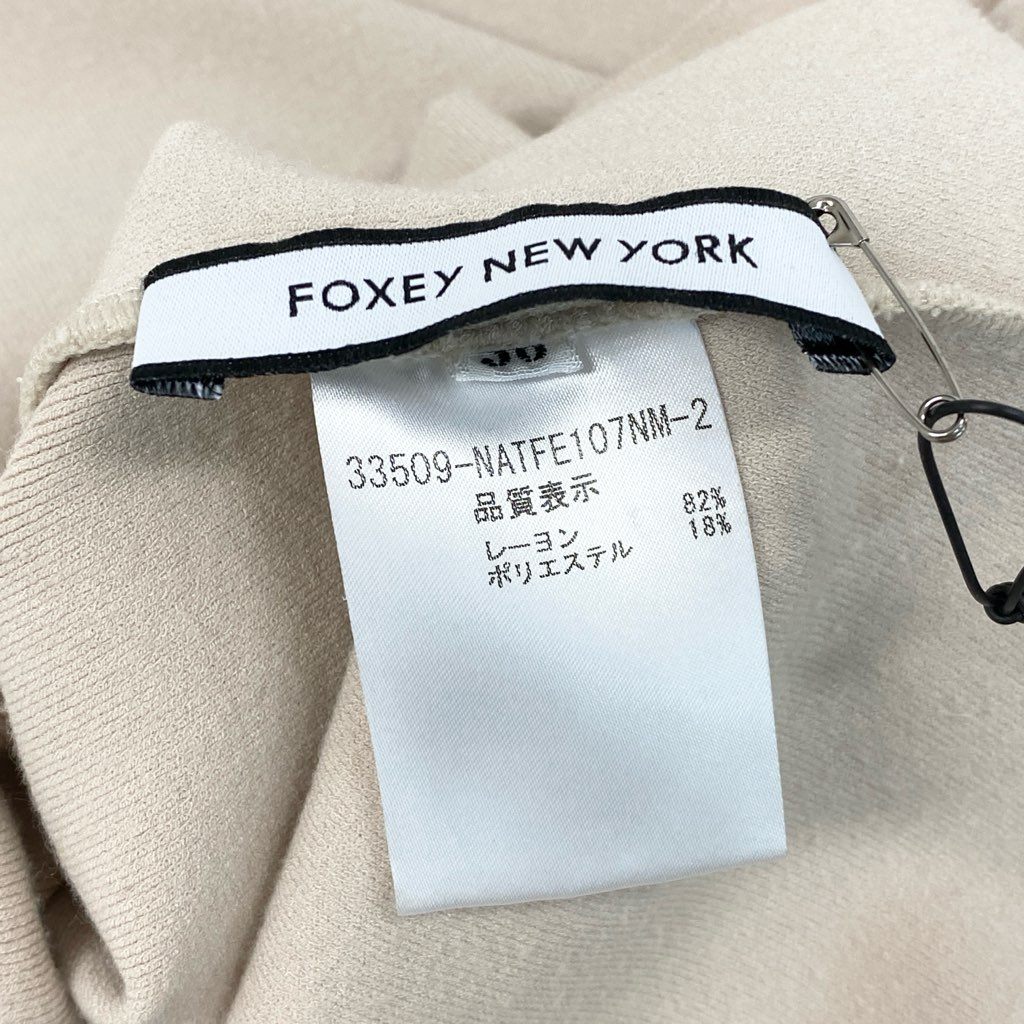 FOXEY NEW YORK
33509-NATFE107NM-2
品質表示
レーヨン 82%
ポリエステル 18%